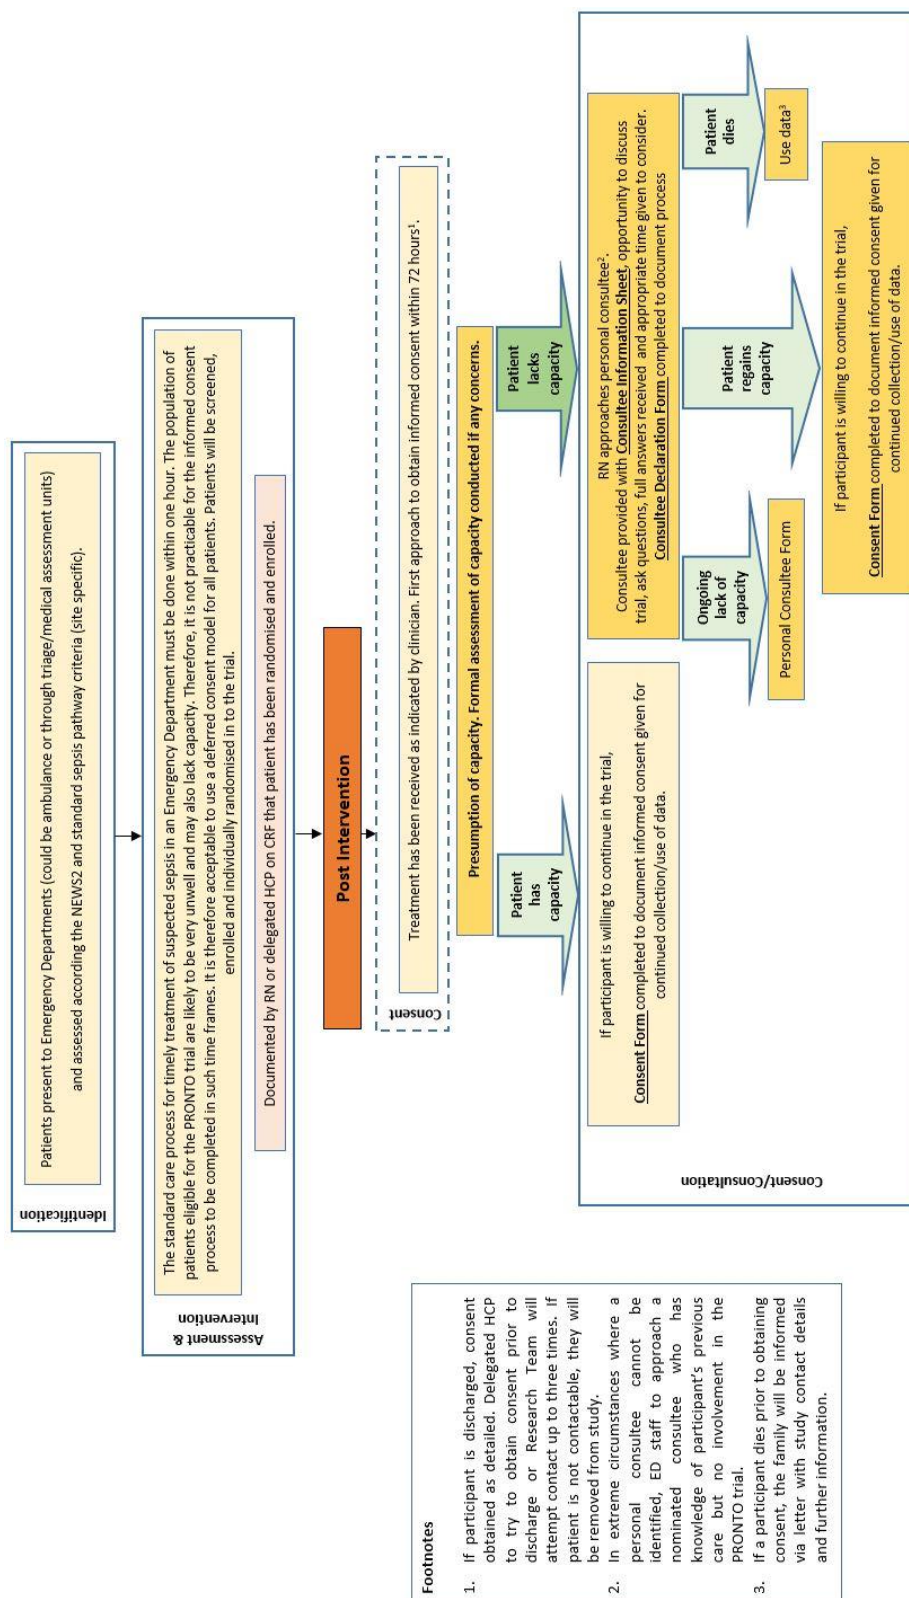 Identification
Patients present to Emergency Departments (could be ambulance or through triage/medical assessment units)
and assessed according the NEWS2 and standard sepsis pathway criteria (site specific).
Assessment &
Intervention
The standard care process for timely treatment of suspected sepsis in an Emergency Department must be done within one hour. The population of
patients eligible for the PRONTO trial are likely to be very unwell and may also lack capacity. Therefore, it is not practicable for the informed consent
process to be completed in such time frames. It is therefore acceptable to use a deferred consent model for all patients. Patients will be screened,
enrolled and individually randomised in to the trial.
Documented by RN or delegated HCP on CRF that patient has been randomised and enrolled.
Post Intervention
Consent
Treatment has been received as indicated by clinician. First approach to obtain informed consent within 72 hours¹.
Presumption of capacity. Formal assessment of capacity conducted if any concerns.
Patient
has
capacity
Patient
lacks
capacity
Consent/Consultation
If participant is willing to continue in the trial,
Consent Form completed to document informed consent given for
continued collection/use of data.
RN approaches personal consultee².
Consultee provided with Consultee Information Sheet, opportunity to discuss
trial, ask questions, full answers received and appropriate time given to consider.
Consultee Declaration Form completed to document process
Ongoing
lack of
capacity
Patient
regains
capacity
Patient
dies
Personal Consultee Form
Use data³
If participant is willing to continue in the trial,
Consent Form completed to document informed consent given for
continued collection/use of data.
Footnotes
1. If participant is discharged, consent
obtained as detailed. Delegated HCP
to try to obtain consent prior to
discharge or Research Team will
attempt contact up to three times. If
patient is not contactable, they will
be removed from study.
2. In extreme circumstances where a
personal consultee cannot be
identified, ED staff to approach a
nominated consultee who has
knowledge of participant's previous
care but no involvement in the
PRONTO trial.
3. If a participant dies prior to obtaining
consent, the family will be informed
via letter with study contact details
and further information.